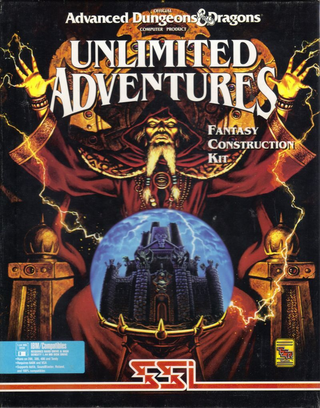 OFFICIAL
Advanced Dungeons & Dragons
COMPUTER PRODUCT
UNLIMITED
ADVENTURES
FANTASY
CONSTRUCTION
KIT
IBM/Compatibles
SSI